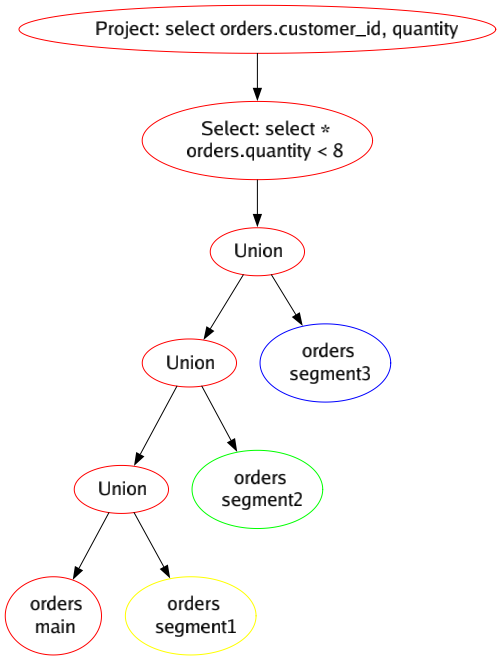 Project: select orders.customer_id, quantity
Select: select *
orders.quantity < 8
Union
Union
orders
segment3
Union
orders
segment2
orders
main
orders
segment1